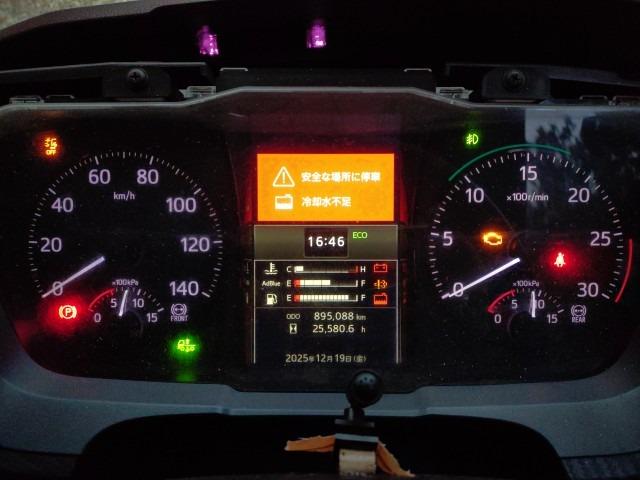 安全な場所に停車
冷却水不足
16:46 ECO
C H
AdBlue E F
E F
ODO 895,088 km
25,580.6 h
2025年12月19日(金)
OFF
0 20 40 60 80 100 120 140
km/h
×100kPa
0 5 10 15
P
FRONT
0 5 10 15 20 25 30
×100r/min
×100kPa
0 5 10 15
REAR